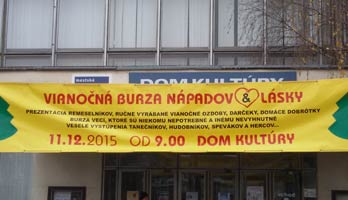 mestské
DOM KULTÚRY
VIANOČNÁ BURZA NÁPADOV & LÁSKY
PREZENTÁCIA REMESELNÍKOV, RUČNE VYRÁBANÉ VIANOČNÉ OZDOBY, DARČEKY, DOMÁCE DOBRÔTKY
BURZA VECÍ, KTORÉ SÚ NIEKOMU NEPOTREBNÉ A INÉMU NEVYHNUTNÉ
VESELÉ VYSTÚPENIA TANEČNÍKOV, HUDOBNÍKOV, SPEVÁKOV A HERCOV...
11.12.2015 OD 9.00 DOM KULTÚRY